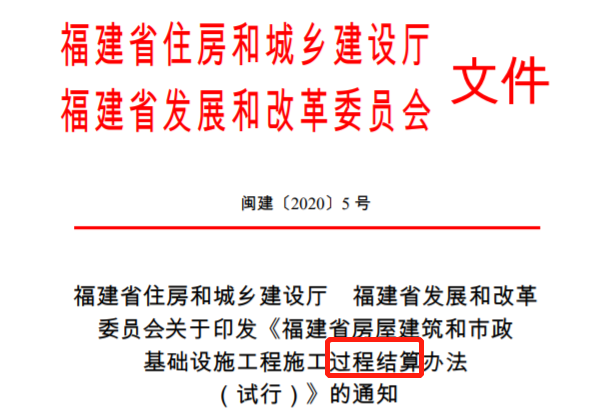 福建省住房和城乡建设厅
福建省发展和改革委员会
文件
闽建〔2020〕5号
福建省住房和城乡建设厅 福建省发展和改革
委员会关于印发《福建省房屋建筑和市政
基础设施工程施工过程结算办法
（试行）》的通知